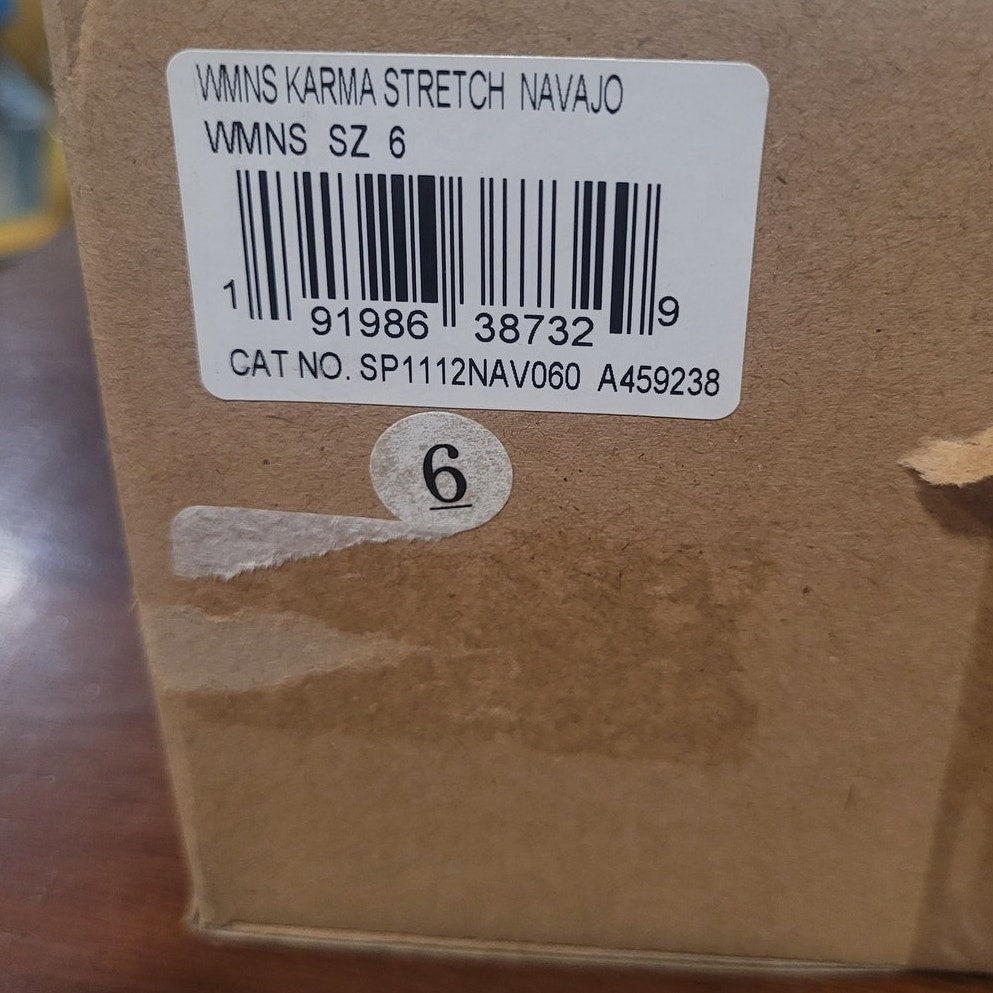 WMNS KARMA STRETCH NAVAJO
WMNS SZ 6
1 91986 38732 9
CAT NO. SP1112NAV060 A459238
6